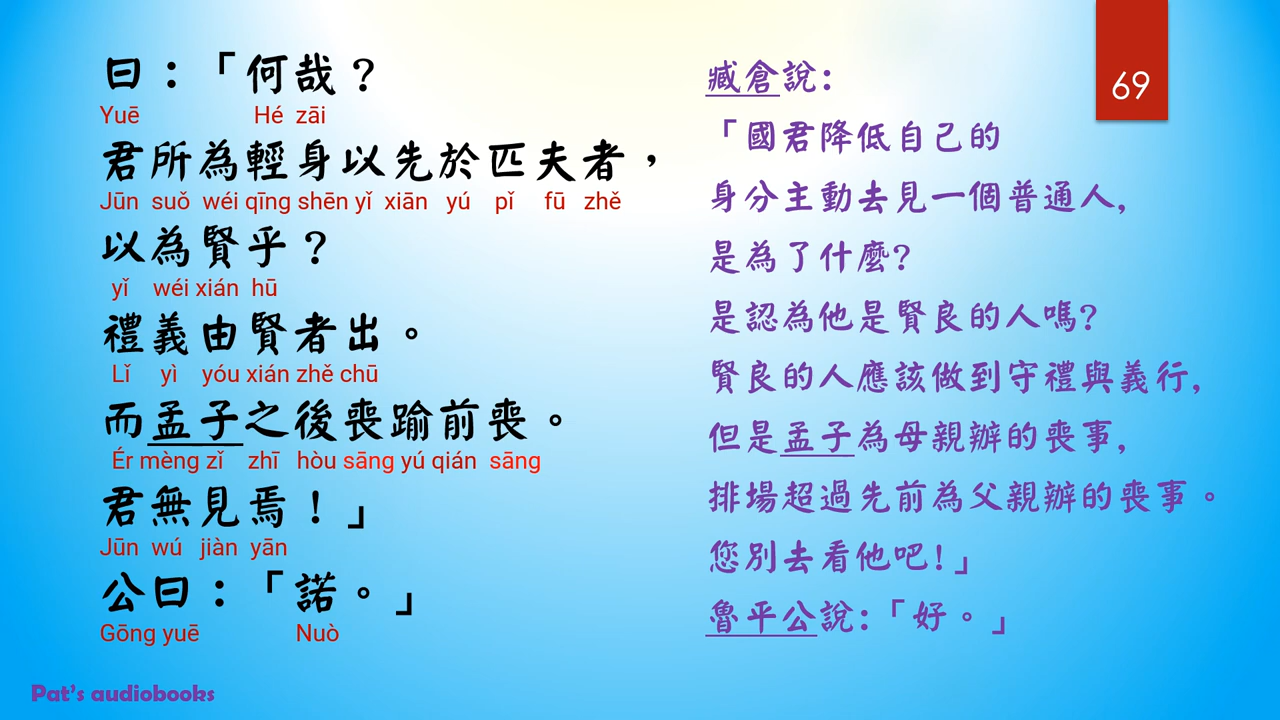 曰：「何哉？
Yuē Hé zāi
君所為輕身以先於匹夫者，
Jūn suǒ wéi qīng shēn yǐ xiān yú pǐ fū zhě
以為賢乎？
yǐ wéi xián hū
禮義由賢者出。
Lǐ yì yóu xián zhě chū
而孟子之後喪踰前喪。
Ér mèng zǐ zhī hòu sāng yú qián sāng
君無見焉！」
Jūn wú jiàn yān
公曰：「諾。」
Gōng yuē Nuò
臧倉說:
「國君降低自己的
身分主動去見一個普通人,
是為了什麼?
是認為他是賢良的人嗎?
賢良的人應該做到守禮與義行,
但是孟子為母親辦的喪事,
排場超過先前為父親辦的喪事。
您別去看他吧!」
魯平公說:「好。」
69
Pat's audiobooks